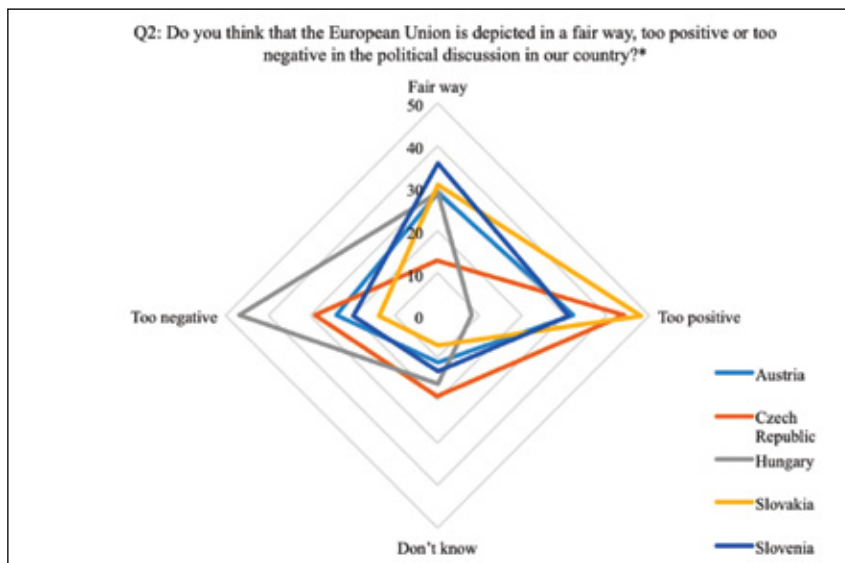 Q2: Do you think that the European Union is depicted in a fair way, too positive or too
negative in the political discussion in our country?*
Fair way
50
40
30
20
10
0
Too negative
Too positive
Don't know
Austria
Czech
Republic
Hungary
Slovakia
Slovenia